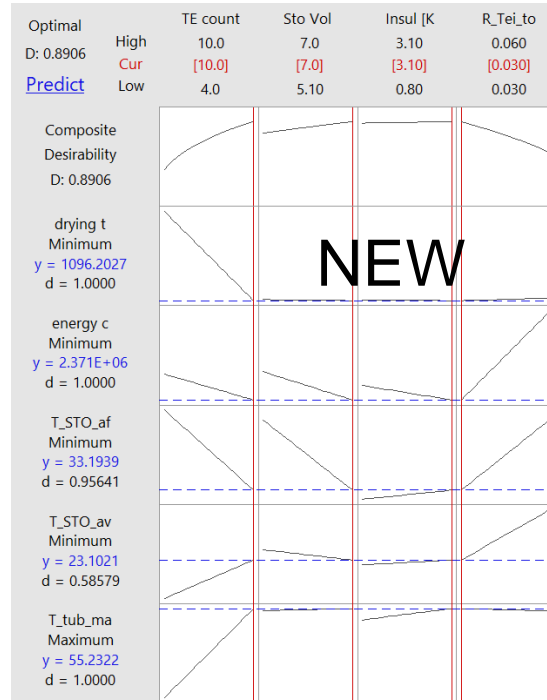 Optimal
D: 0.8906
Predict
High
Cur
Low
TE count
10.0
[10.0]
4.0
Sto Vol
7.0
[7.0]
5.10
Insul [K
3.10
[3.10]
0.80
R_Tei_to
0.060
[0.030]
0.030
Composite
Desirability
D: 0.8906
drying t
Minimum
y = 1096.2027
d = 1.0000
NEW
energy c
Minimum
y = 2.371E+06
d = 1.0000
T_STO_af
Minimum
y = 33.1939
d = 0.95641
T_STO_av
Minimum
y = 23.1021
d = 0.58579
T_tub_ma
Maximum
y = 55.2322
d = 1.0000